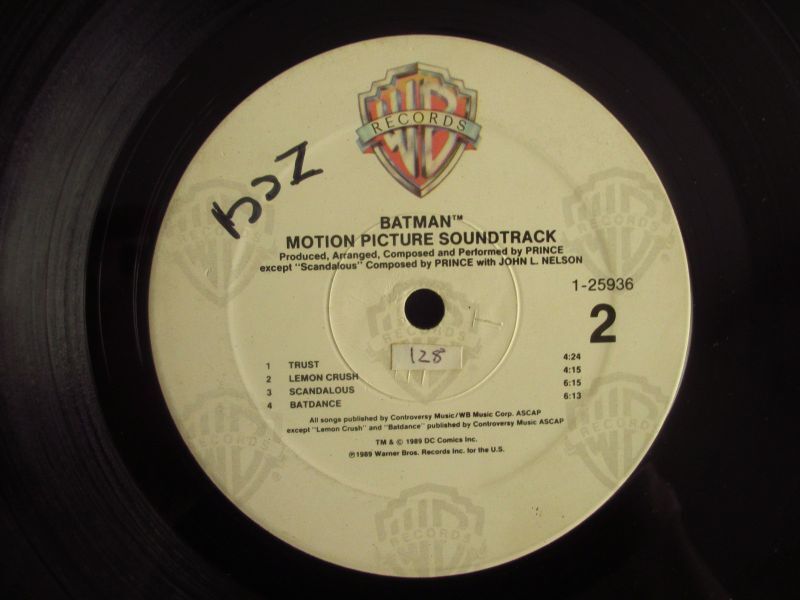 WB
RECORDS
BATMAN™
MOTION PICTURE SOUNDTRACK
Produced, Arranged, Composed and Performed by PRINCE
except "Scandalous" Composed by PRINCE with JOHN L. NELSON
1-25936
2
128
1 TRUST 4:24
2 LEMON CRUSH 4:15
3 SCANDALOUS 6:15
4 BATDANCE 6:13
All songs published by Controversy Music/WB Music Corp. ASCAP
except "Lemon Crush" and "Batdance" published by Controversy Music ASCAP
TM & © 1989 DC Comics Inc.
℗1989 Warner Bros. Records Inc. for the U.S.